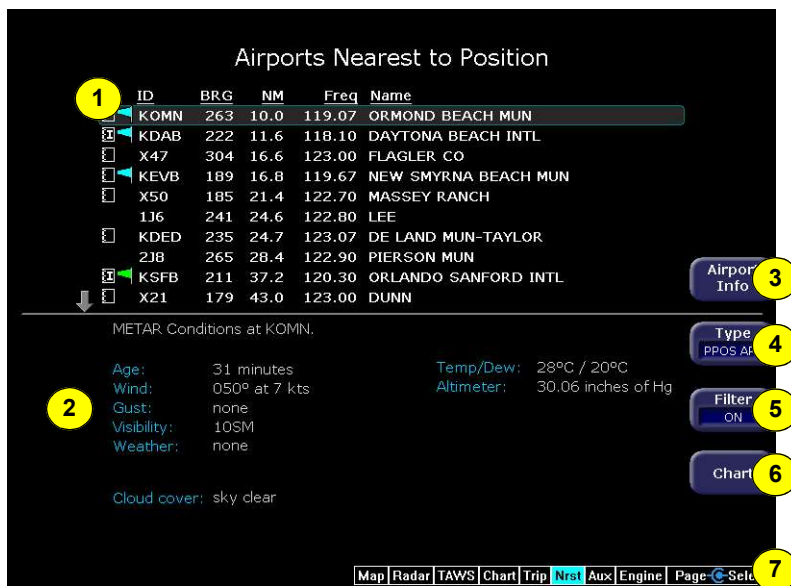 Airports Nearest to Position
1
ID BRG NM Freq Name
KOMN 263 10.0 119.07 ORMOND BEACH MUN
I KDAB 222 11.6 118.10 DAYTONA BEACH INTL
X47 304 16.6 123.00 FLAGLER CO
KEVB 189 16.8 119.67 NEW SMYRNA BEACH MUN
X50 185 21.4 122.70 MASSEY RANCH
1J6 241 24.6 122.80 LEE
KDED 235 24.7 123.07 DE LAND MUN-TAYLOR
2J8 265 28.4 122.90 PIERSON MUN
I KSFB 211 37.2 120.30 ORLANDO SANFORD INTL
X21 179 43.0 123.00 DUNN
Airport
Info
3
METAR Conditions at KOMN.
Type
PPOS AP
4
Age: 31 minutes
Wind: 050º at 7 kts
Gust: none
Visibility: 10SM
Weather: none
Cloud cover: sky clear
2
Temp/Dew: 28ºC / 20ºC
Altimeter: 30.06 inches of Hg
Filter
ON
5
Chart
6
Map Radar TAWS Chart Trip Nrst Aux Engine Page Sele
7